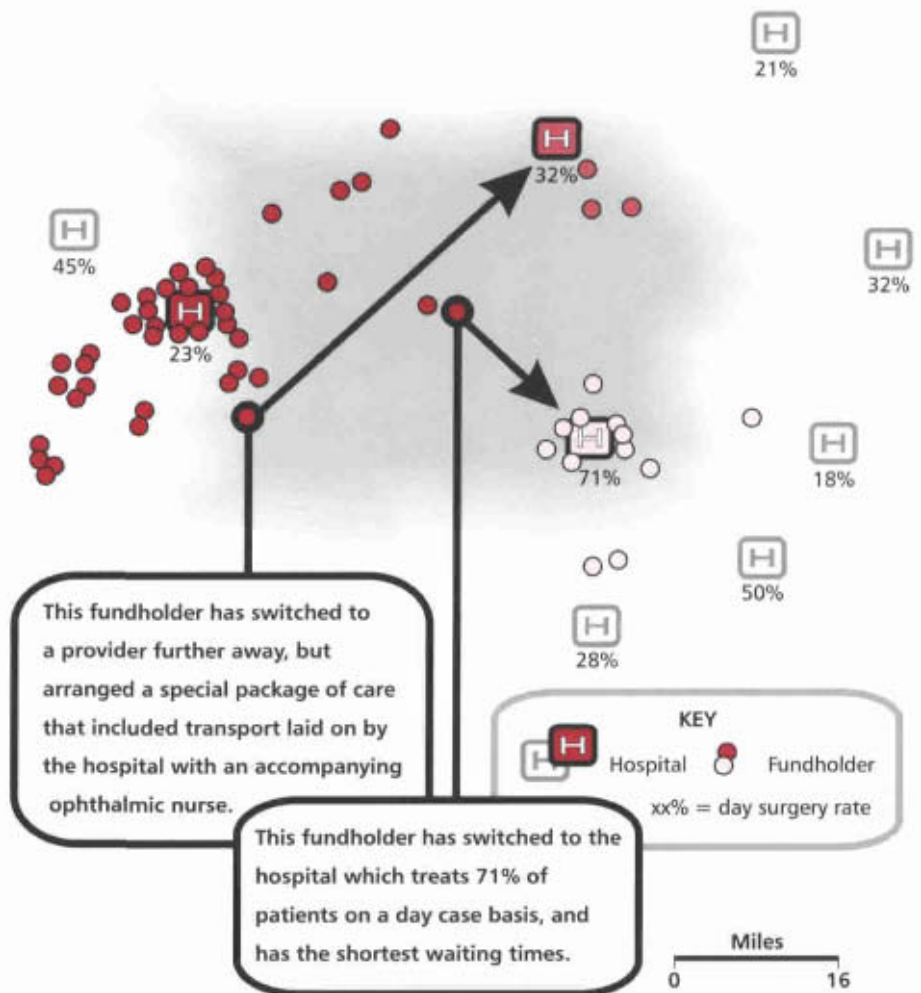 21%
32%
45%
32%
23%
71%
18%
50%
28%
This fundholder has switched to
a provider further away, but
arranged a special package of care
that included transport laid on by
the hospital with an accompanying
ophthalmic nurse.
KEY
H Hospital Fundholder
xx% = day surgery rate
This fundholder has switched to the
hospital which treats 71% of
patients on a day case basis, and
has the shortest waiting times.
Miles
0 16